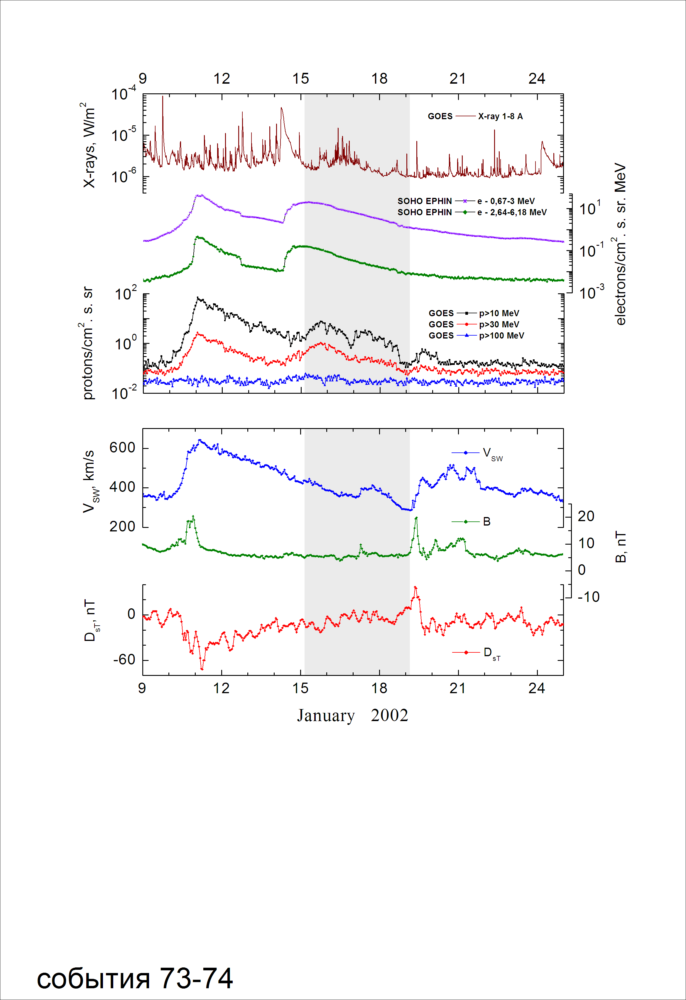 9 12 15 18 21 24
10-4
10-5
10-6
X-rays, W/m2
GOES X-ray 1-8 A
SOHO EPHIN e - 0,67-3 MeV
SOHO EPHIN e - 2,64-6,18 MeV
101
10-1
10-3
electrons/cm2. s. sr. MeV
102
100
10-2
protons/cm2. s. sr
GOES p>10 MeV
GOES p>30 MeV
GOES p>100 MeV
600
400
200
VSW, km/s
VSW
B
20
10
0
-10
B, nT
0
-60
DsT, nT
DsT
9 12 15 18 21 24
January 2002
события 73-74